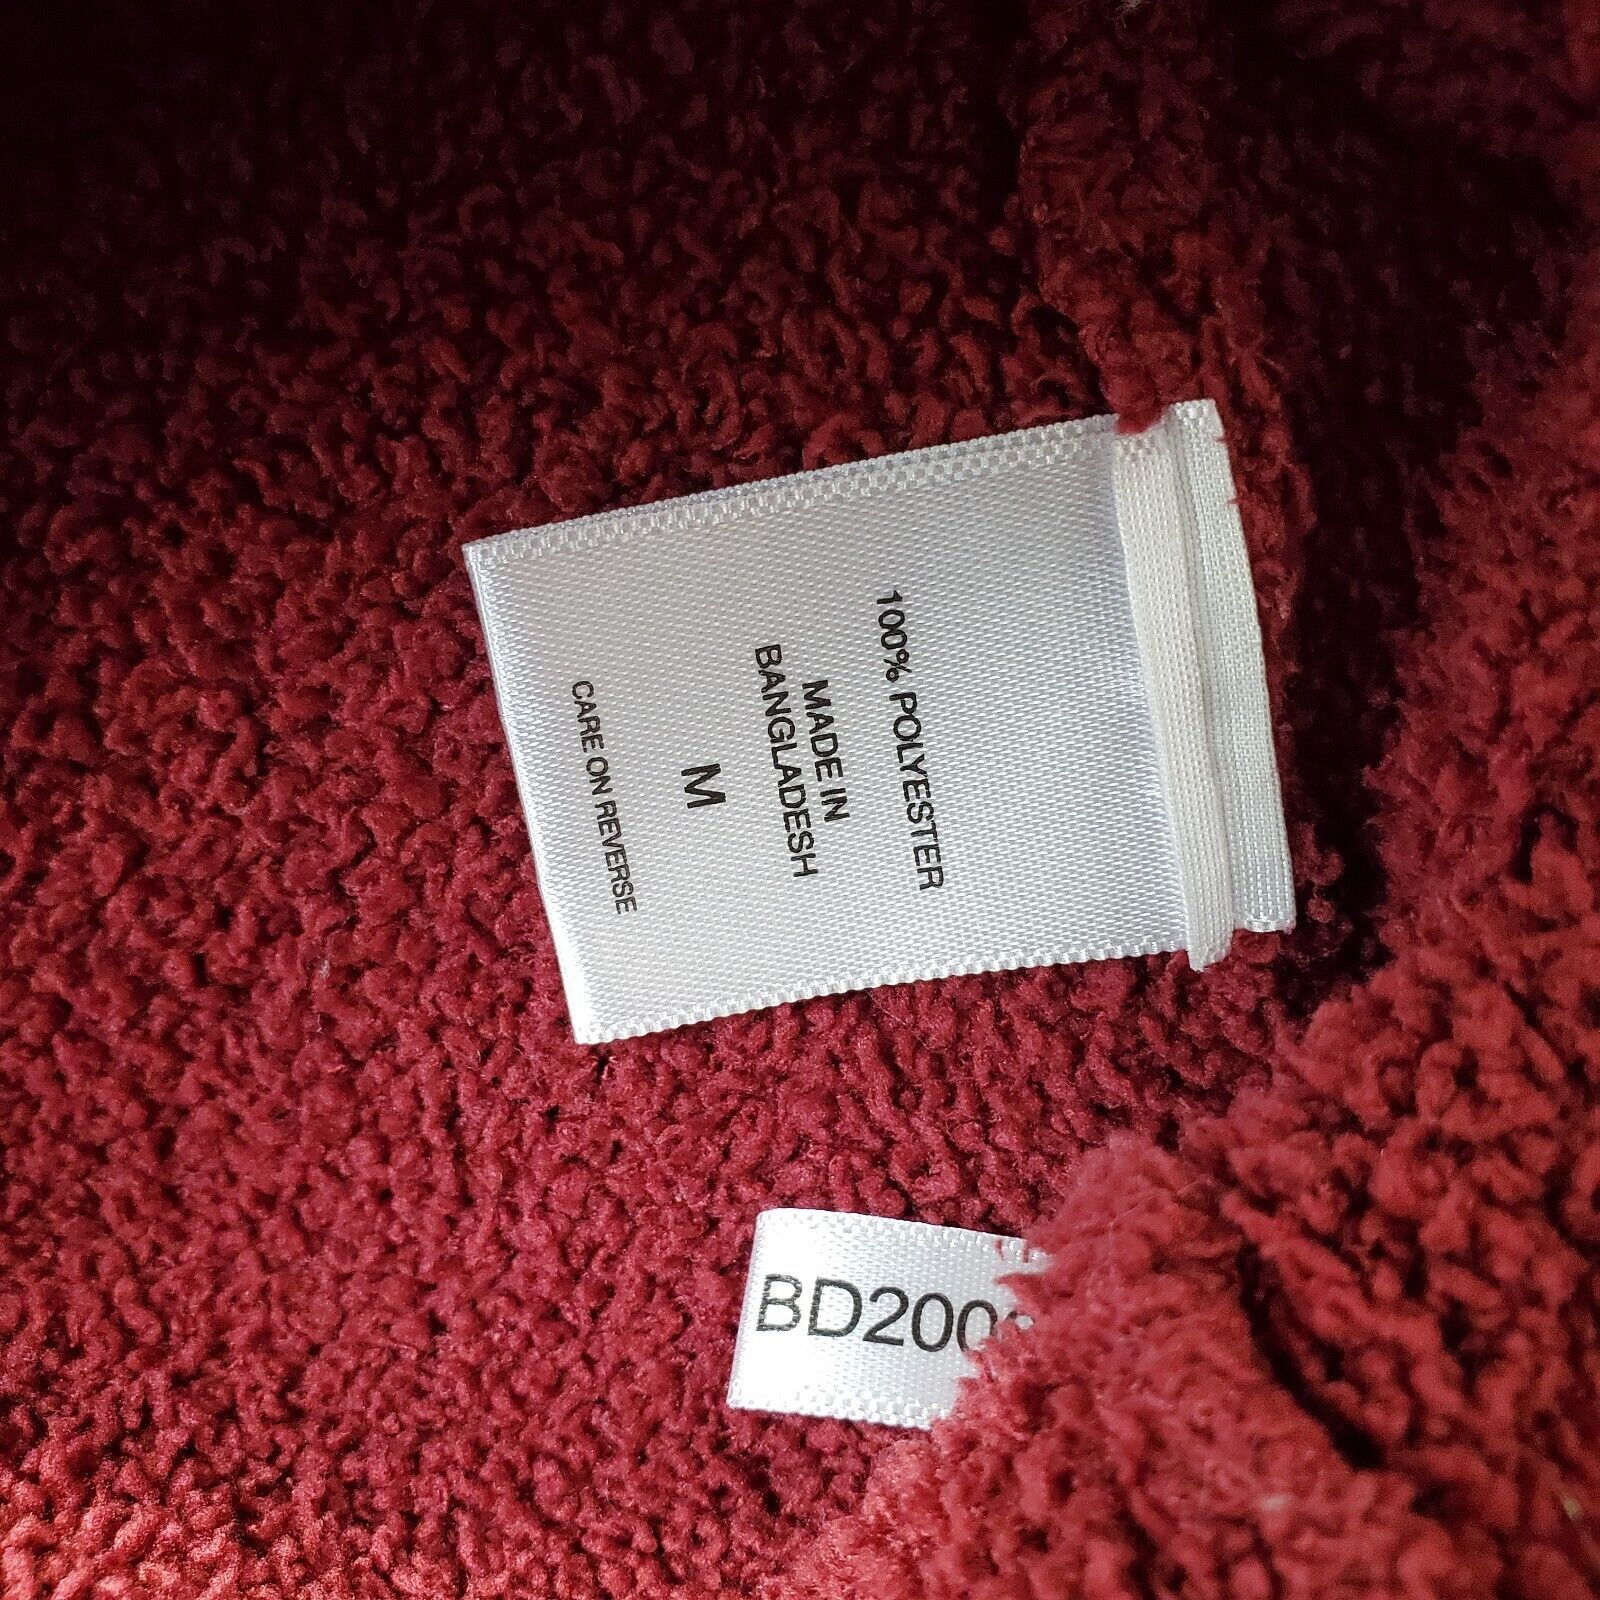 100% POLYESTER
MADE IN
BANGLADESH
M
CARE ON REVERSE
BD200